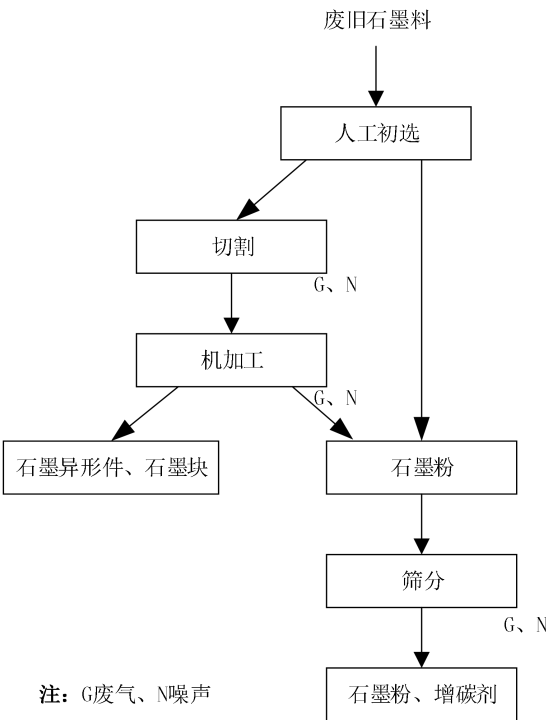 废旧石墨料
人工初选
切割
G、N
机加工
G、N
石墨异形件、石墨块
石墨粉
筛分
G、N
石墨粉、增碳剂
注：G废气、N噪声